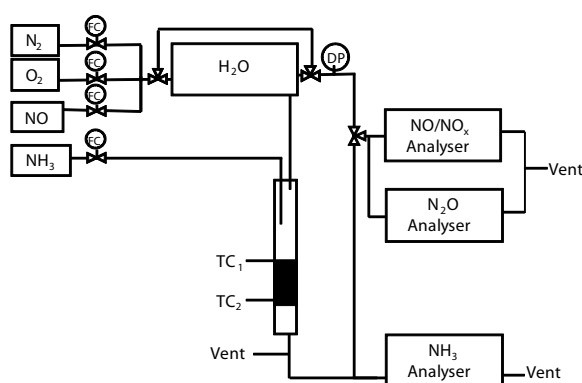 N₂
FC
O₂
FC
NO
FC
NH₃
FC
H₂O
DP
NO/NOₓ
Analyser
N₂O
Analyser
Vent
TC₁
TC₂
Vent
NH₃
Analyser
Vent